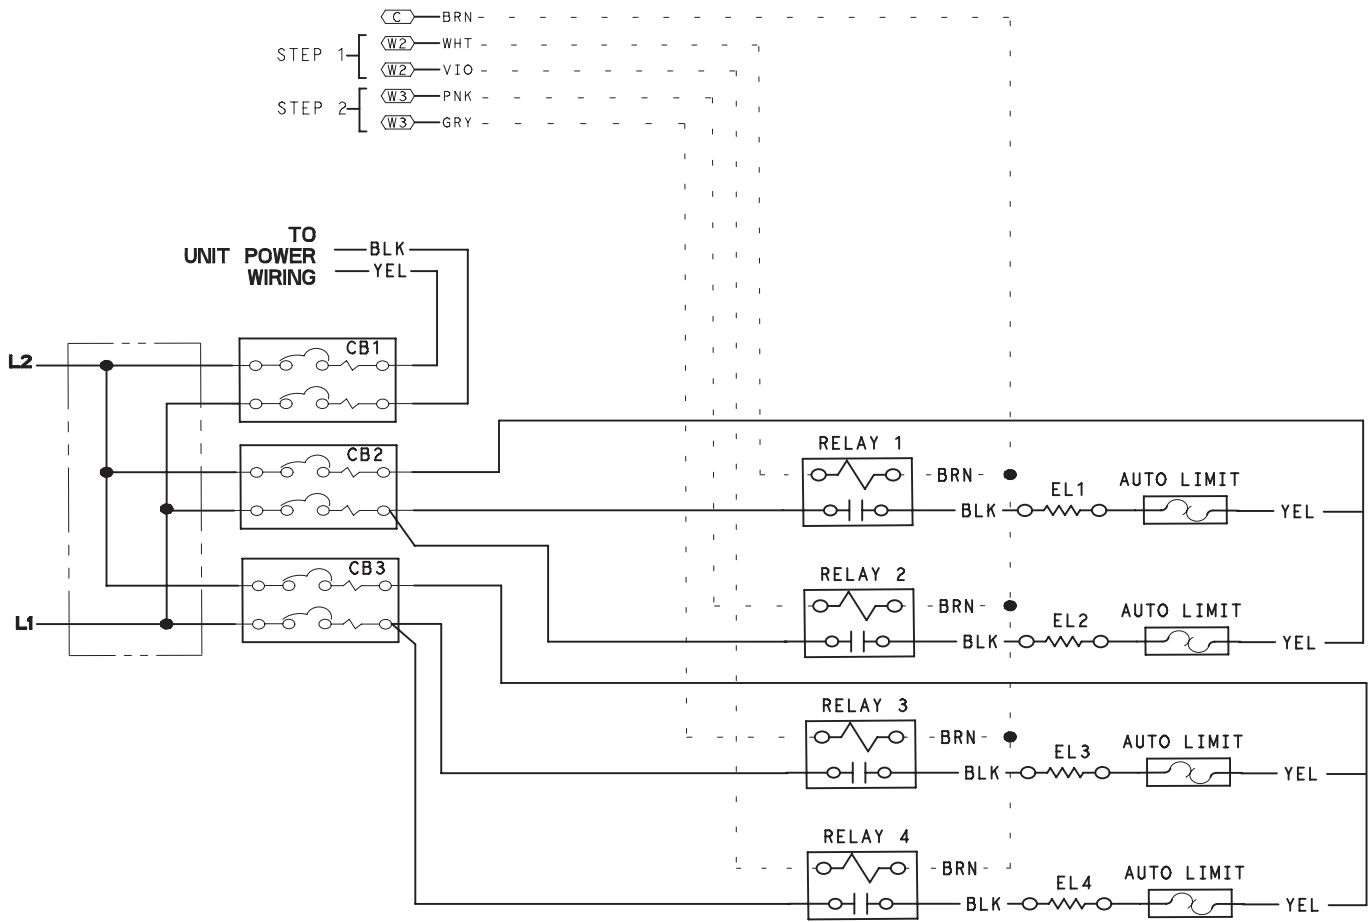 C BRN
W2 WHT
STEP 1
W2 VIO
W3 PNK
STEP 2
W3 GRY
TO
UNIT POWER
WIRING
BLK
YEL
CB1
L2
CB2
CB3
L1
RELAY 1
BRN
AUTO LIMIT
EL1
BLK
YEL
RELAY 2
BRN
AUTO LIMIT
EL2
BLK
YEL
RELAY 3
BRN
AUTO LIMIT
EL3
BLK
YEL
RELAY 4
BRN
AUTO LIMIT
EL4
BLK
YEL